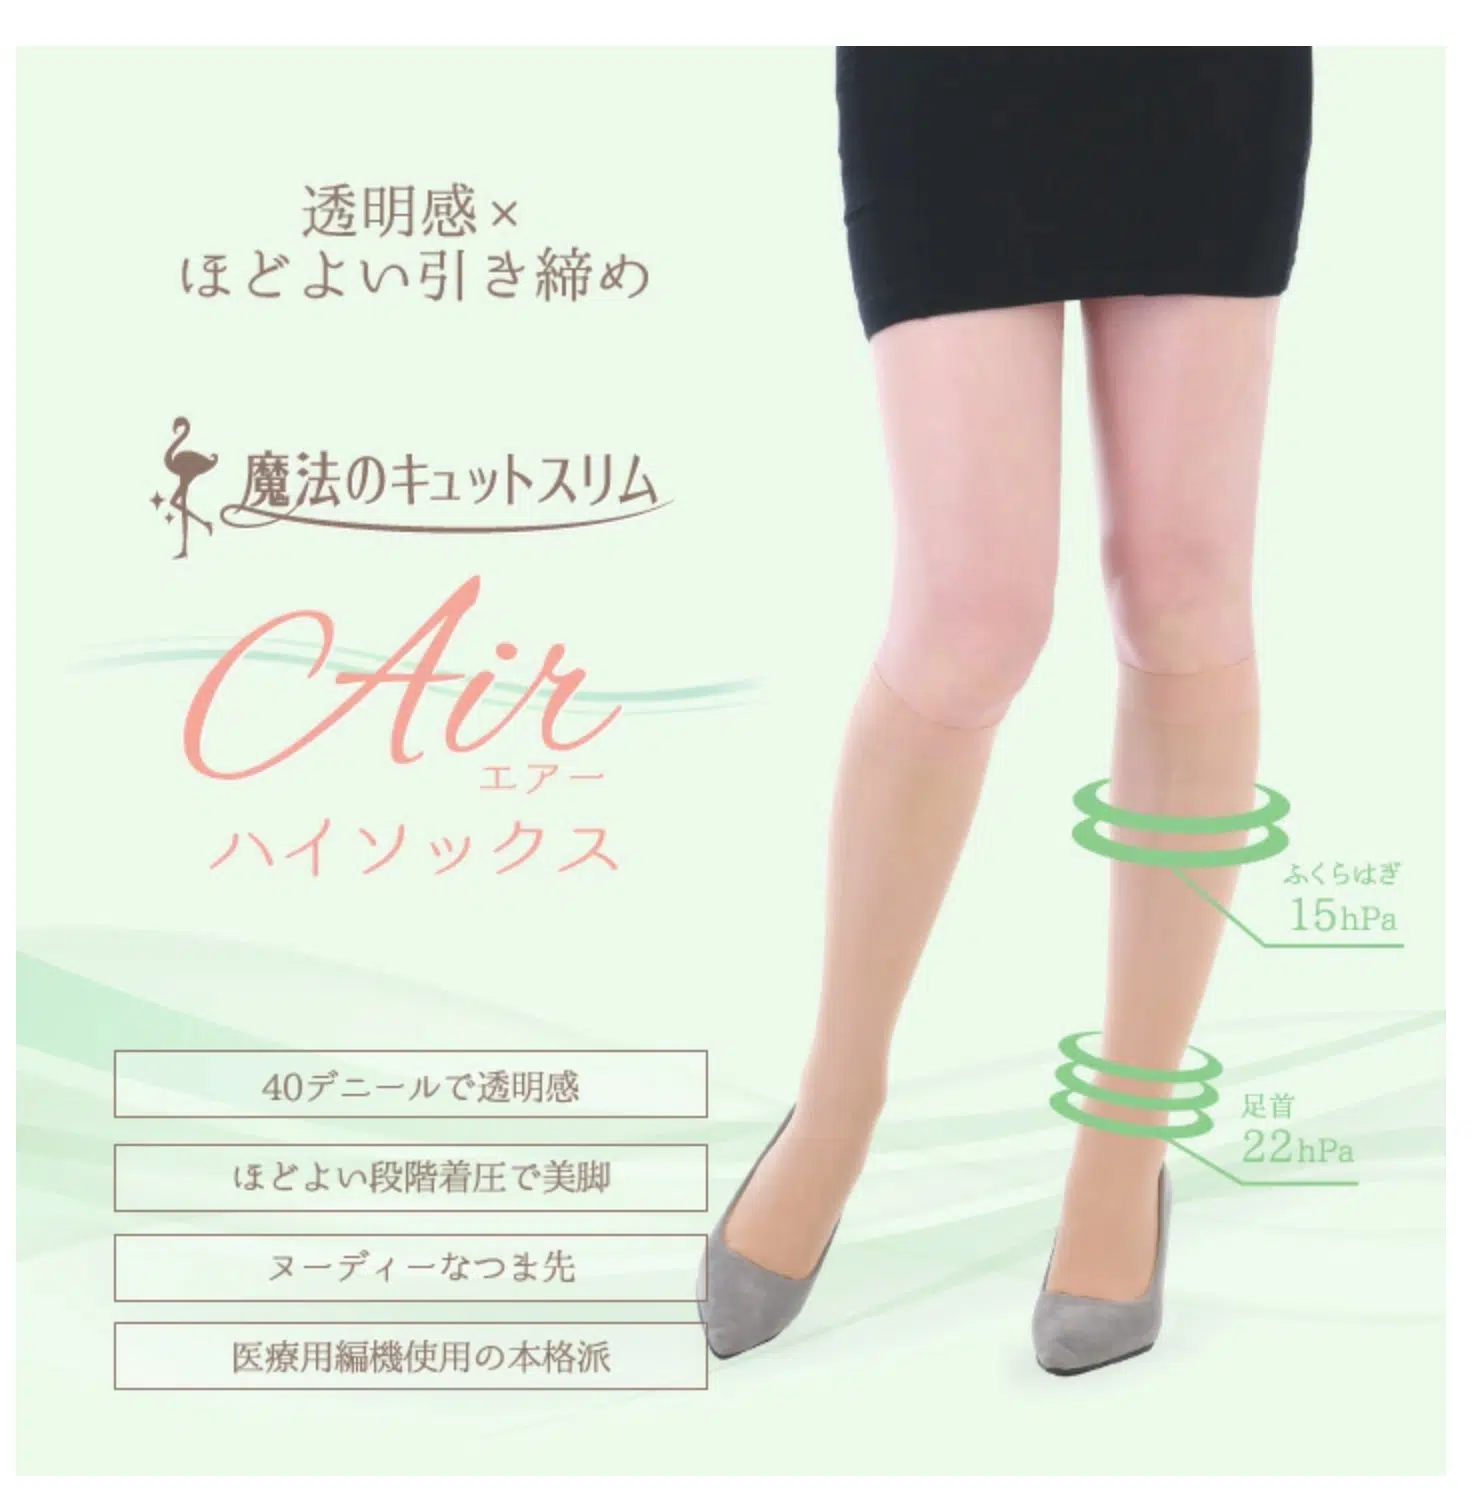 透明感×
ほどよい引き締め
魔法のキュットスリム
Air
エアー
ハイソックス
ふくらはぎ
15hPa
足首
22hPa
40デニールで透明感
ほどよい段階着圧で美脚
ヌーディーなつま先
医療用編機使用の本格派